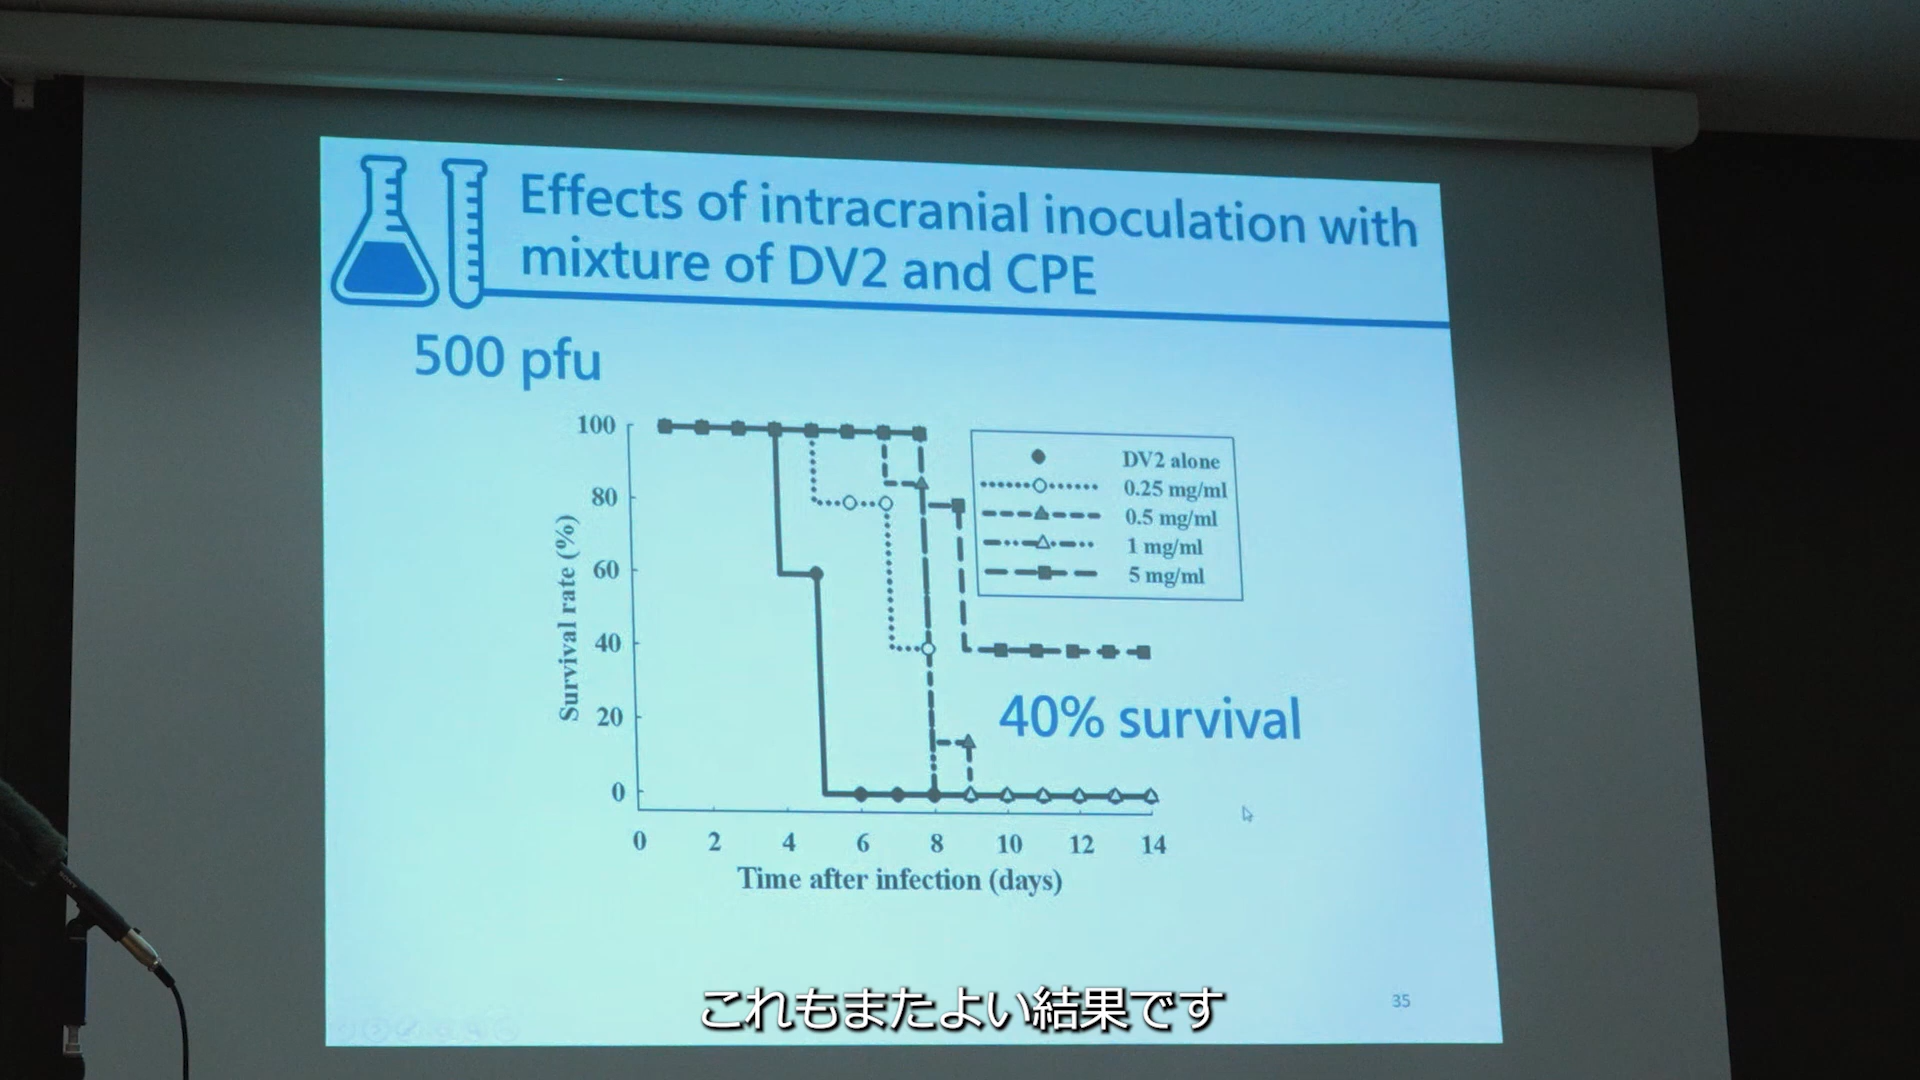 Effects of intracranial inoculation with
mixture of DV2 and CPE
500 pfu
100
80
60
40
20
0
Survival rate (%)
DV2 alone
0.25 mg/ml
0.5 mg/ml
1 mg/ml
5 mg/ml
40% survival
0 2 4 6 8 10 12 14
Time after infection (days)
35
これもまたよい結果です